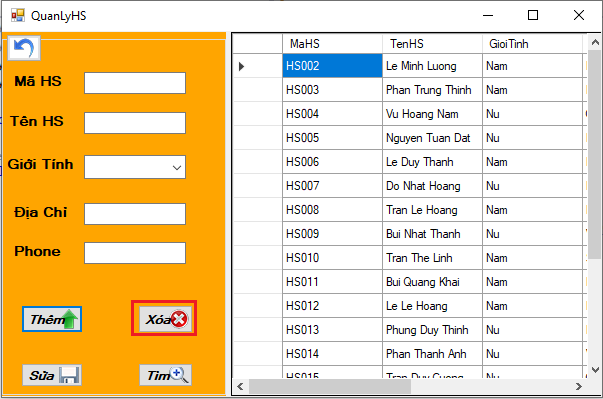 QuanLyHS
Mã HS
Tên HS
Giới Tính
Địa Chỉ
Phone
Thêm
Xóa
Sửa
Tìm
MaHS TenHS GioiTinh
HS002 Le Minh Luong Nam
HS003 Phan Trung Thinh Nam
HS004 Vu Hoang Nam Nu
HS005 Nguyen Tuan Dat Nu
HS006 Le Duy Thanh Nam
HS007 Do Nhat Hoang Nu
HS008 Tran Le Hoang Nam
HS009 Bui Nhat Thanh Nu
HS010 Tran The Linh Nam
HS011 Bui Quang Khai Nam
HS012 Le Le Hoang Nam
HS013 Phung Duy Thinh Nu
HS014 Phan Thanh Anh Nu
HS015 Tran Duy Cuong Nam